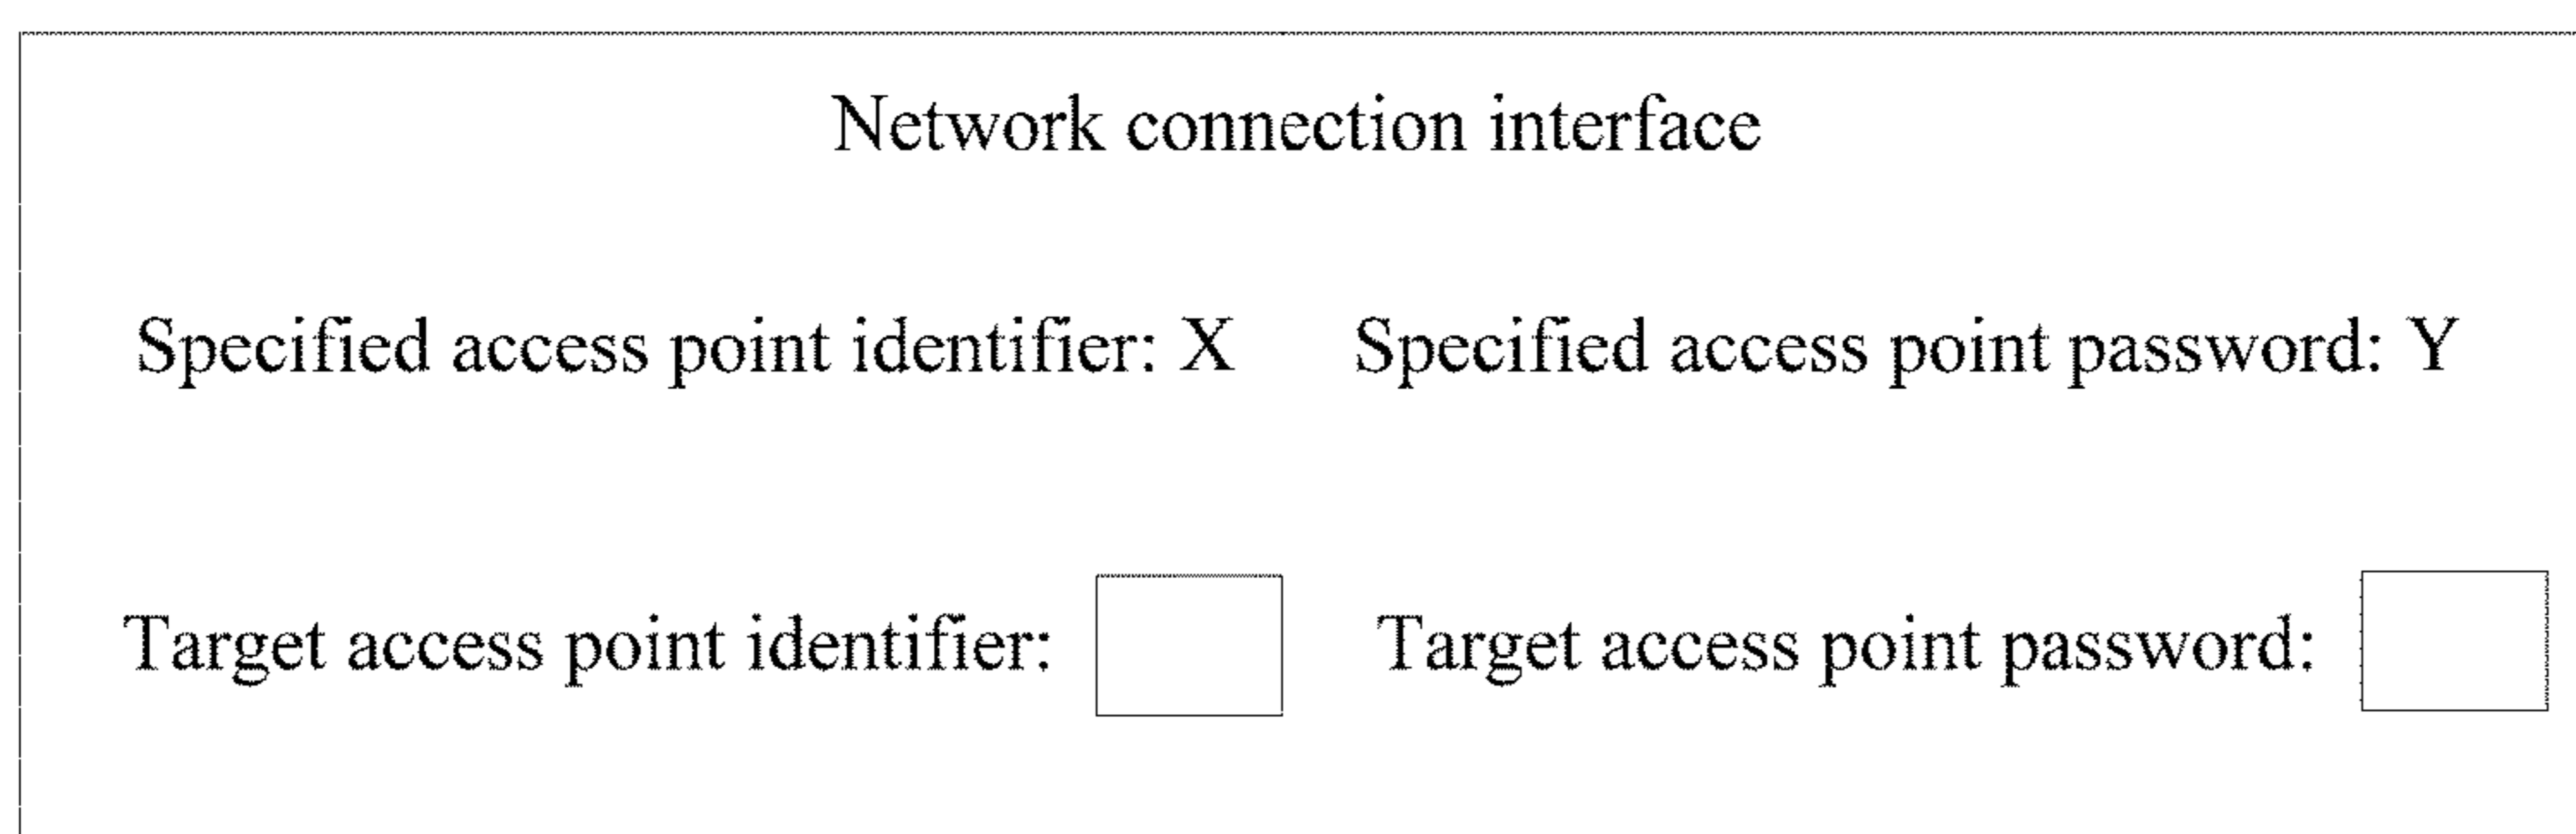 Network connection interface
Specified access point identifier: X Specified access point password: Y
Target access point identifier: Target access point password: